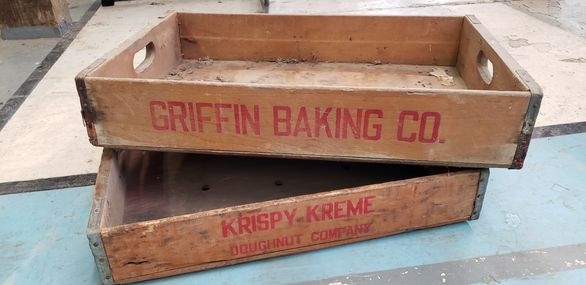 GRIFFIN BAKING CO.
KRISPY KREME
DOUGHNUT COMPANY